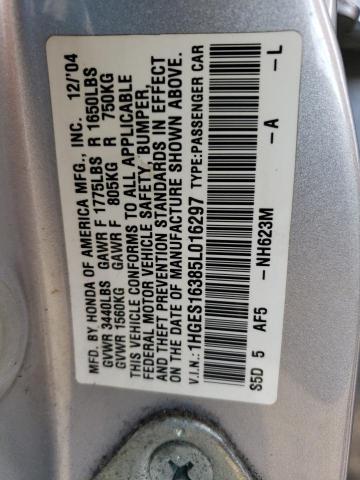 MFD. BY HONDA OF AMERICA MFG., INC. 12/'04
GVWR 3440LBS GAWR F 1775LBS R 1650LBS
GVWR 1560KG GAWR F 805KG R 750KG
THIS VEHICLE CONFORMS TO ALL APPLICABLE
FEDERAL MOTOR VEHICLE SAFETY, BUMPER,
AND THEFT PREVENTION STANDARDS IN EFFECT
ON THE DATE OF MANUFACTURE SHOWN ABOVE.
V.I.N.: 1HGES16385L016297 TYPE: PASSENGER CAR
S5D 5 AF5 -NH623M -A -L